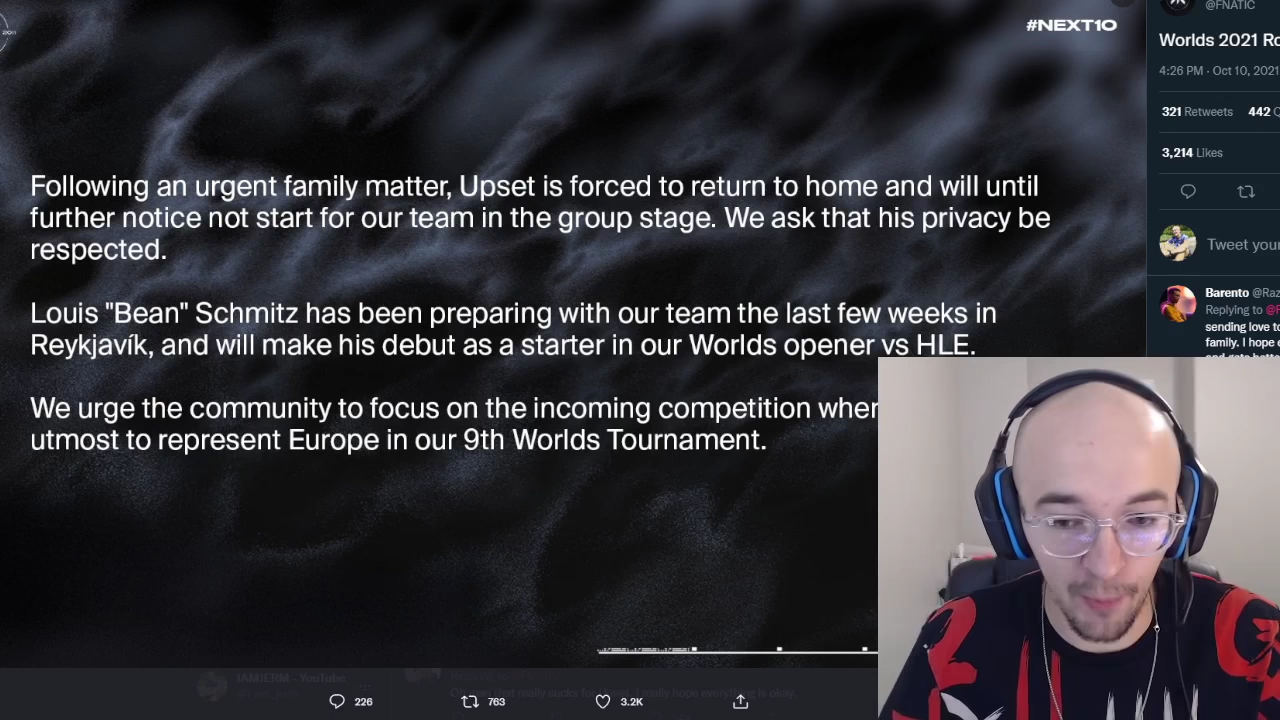 #NEXT10
@FNATIC
Worlds 2021
4:26 PM · Oct 10, 2021
321 Retweets 442
3,214 Likes
Tweet your
Barento
Replying to
Following an urgent family matter, Upset is forced to return to home and will until
further notice not start for our team in the group stage. We ask that his privacy be
respected.
Louis "Bean" Schmitz has been preparing with our team the last few weeks in
Reykjavík, and will make his debut as a starter in our Worlds opener vs HLE.
We urge the community to focus on the incoming competition
utmost to represent Europe in our 9th Worlds Tournament.
sending love
family. I hope
IAMJERM - YouTube
226 763 3.2K